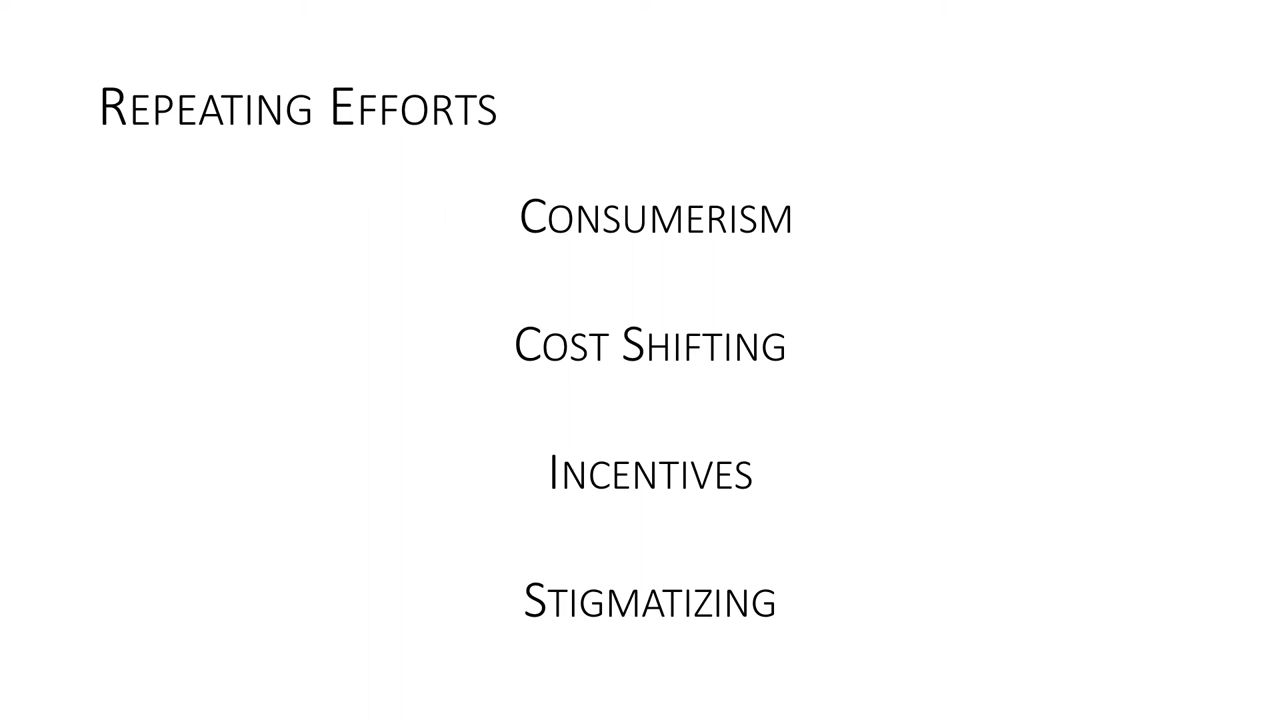 Repeating Efforts
Consumerism
Cost Shifting
Incentives
Stigmatizing